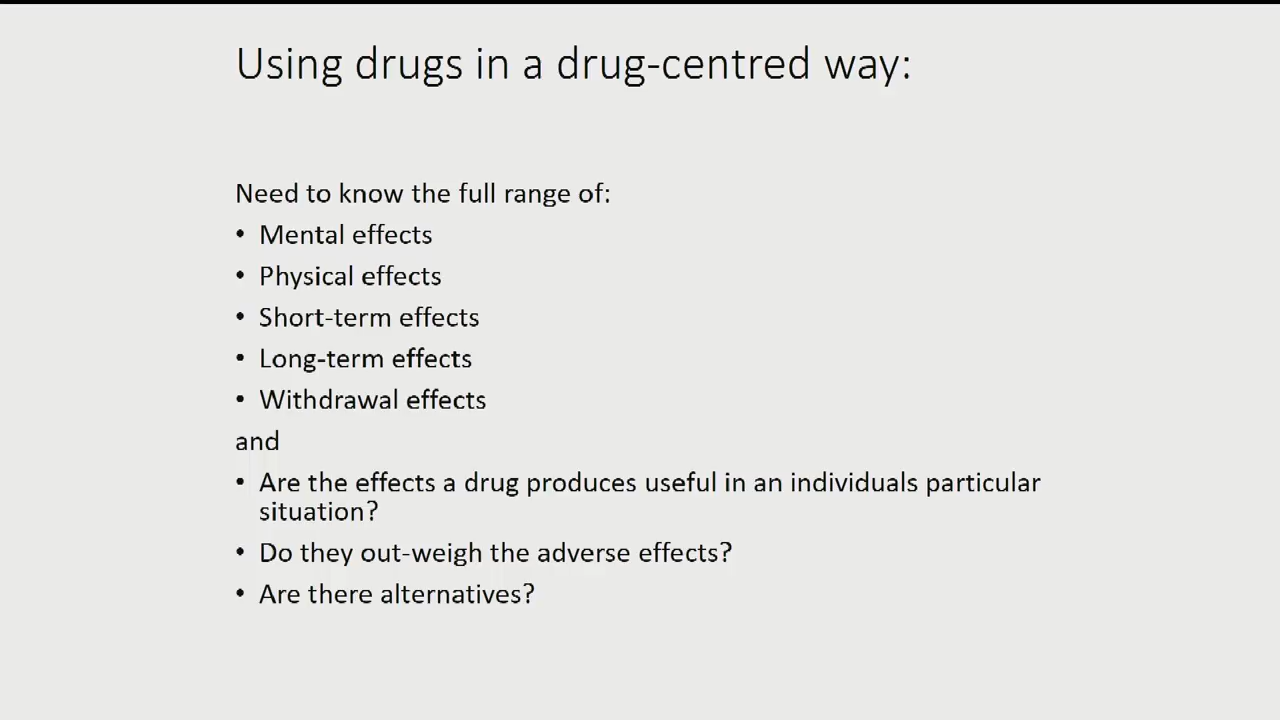 Using drugs in a drug-centred way:
Need to know the full range of:
• Mental effects
• Physical effects
• Short-term effects
• Long-term effects
• Withdrawal effects
and
• Are the effects a drug produces useful in an individuals particular
situation?
• Do they out-weigh the adverse effects?
• Are there alternatives?